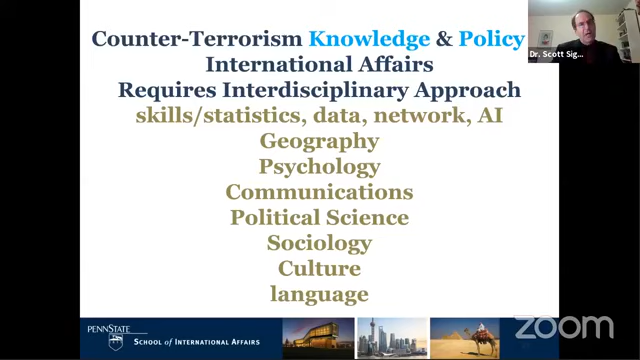 Counter-Terrorism Knowledge & Policy
International Affairs
Requires Interdisciplinary Approach
skills/statistics, data, network, AI
Geography
Psychology
Communications
Political Science
Sociology
Culture
language
Dr. Scott Sig...
PENNSTATE
SCHOOL of INTERNATIONAL AFFAIRS
zoom